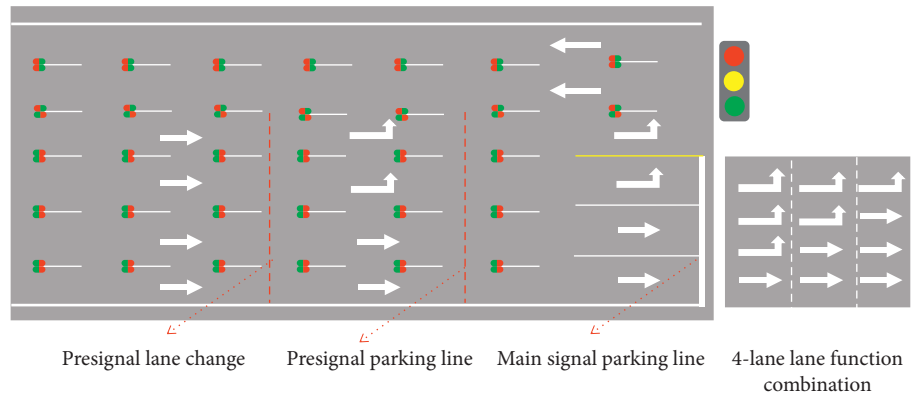 Presignal lane change
Presignal parking line
Main signal parking line
4-lane lane function
combination